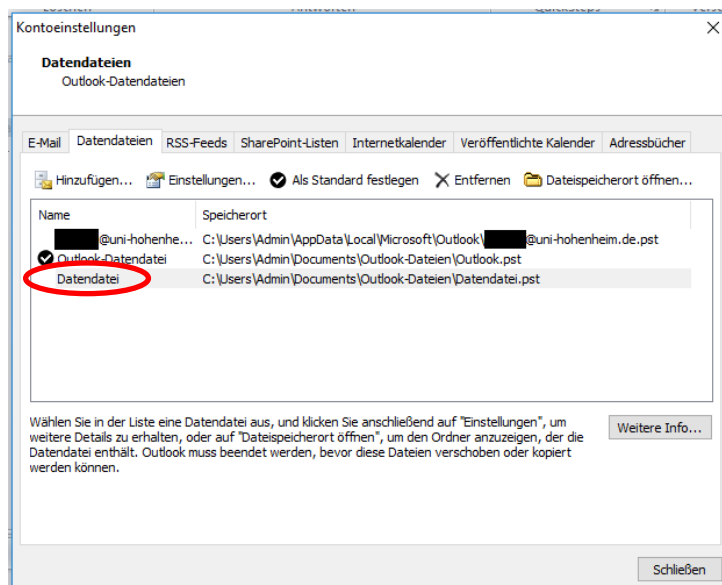 Kontoeinstellungen
Datendateien
Outlook-Datendateien
E-Mail Datendateien RSS-Feeds SharePoint-Listen Internetkalender Veröffentlichte Kalender Adressbücher
Hinzufügen... Einstellungen... Als Standard festlegen Entfernen Dateispeicherort öffnen...
Name Speicherort
@uni-hohenhe... C:\Users\Admin\AppData\Local\Microsoft\Outlook\ @uni-hohenheim.de.pst
Outlook-Datendatei C:\Users\Admin\Documents\Outlook-Dateien\Outlook.pst
Datendatei C:\Users\Admin\Documents\Outlook-Dateien\Datendatei.pst
Wählen Sie in der Liste eine Datendatei aus, und klicken Sie anschließend auf "Einstellungen", um
weitere Details zu erhalten, oder auf "Dateispeicherort öffnen", um den Ordner anzuzeigen, der die
Datendatei enthält. Outlook muss beendet werden, bevor diese Dateien verschoben oder kopiert
werden können.
Weitere Info...
Schließen